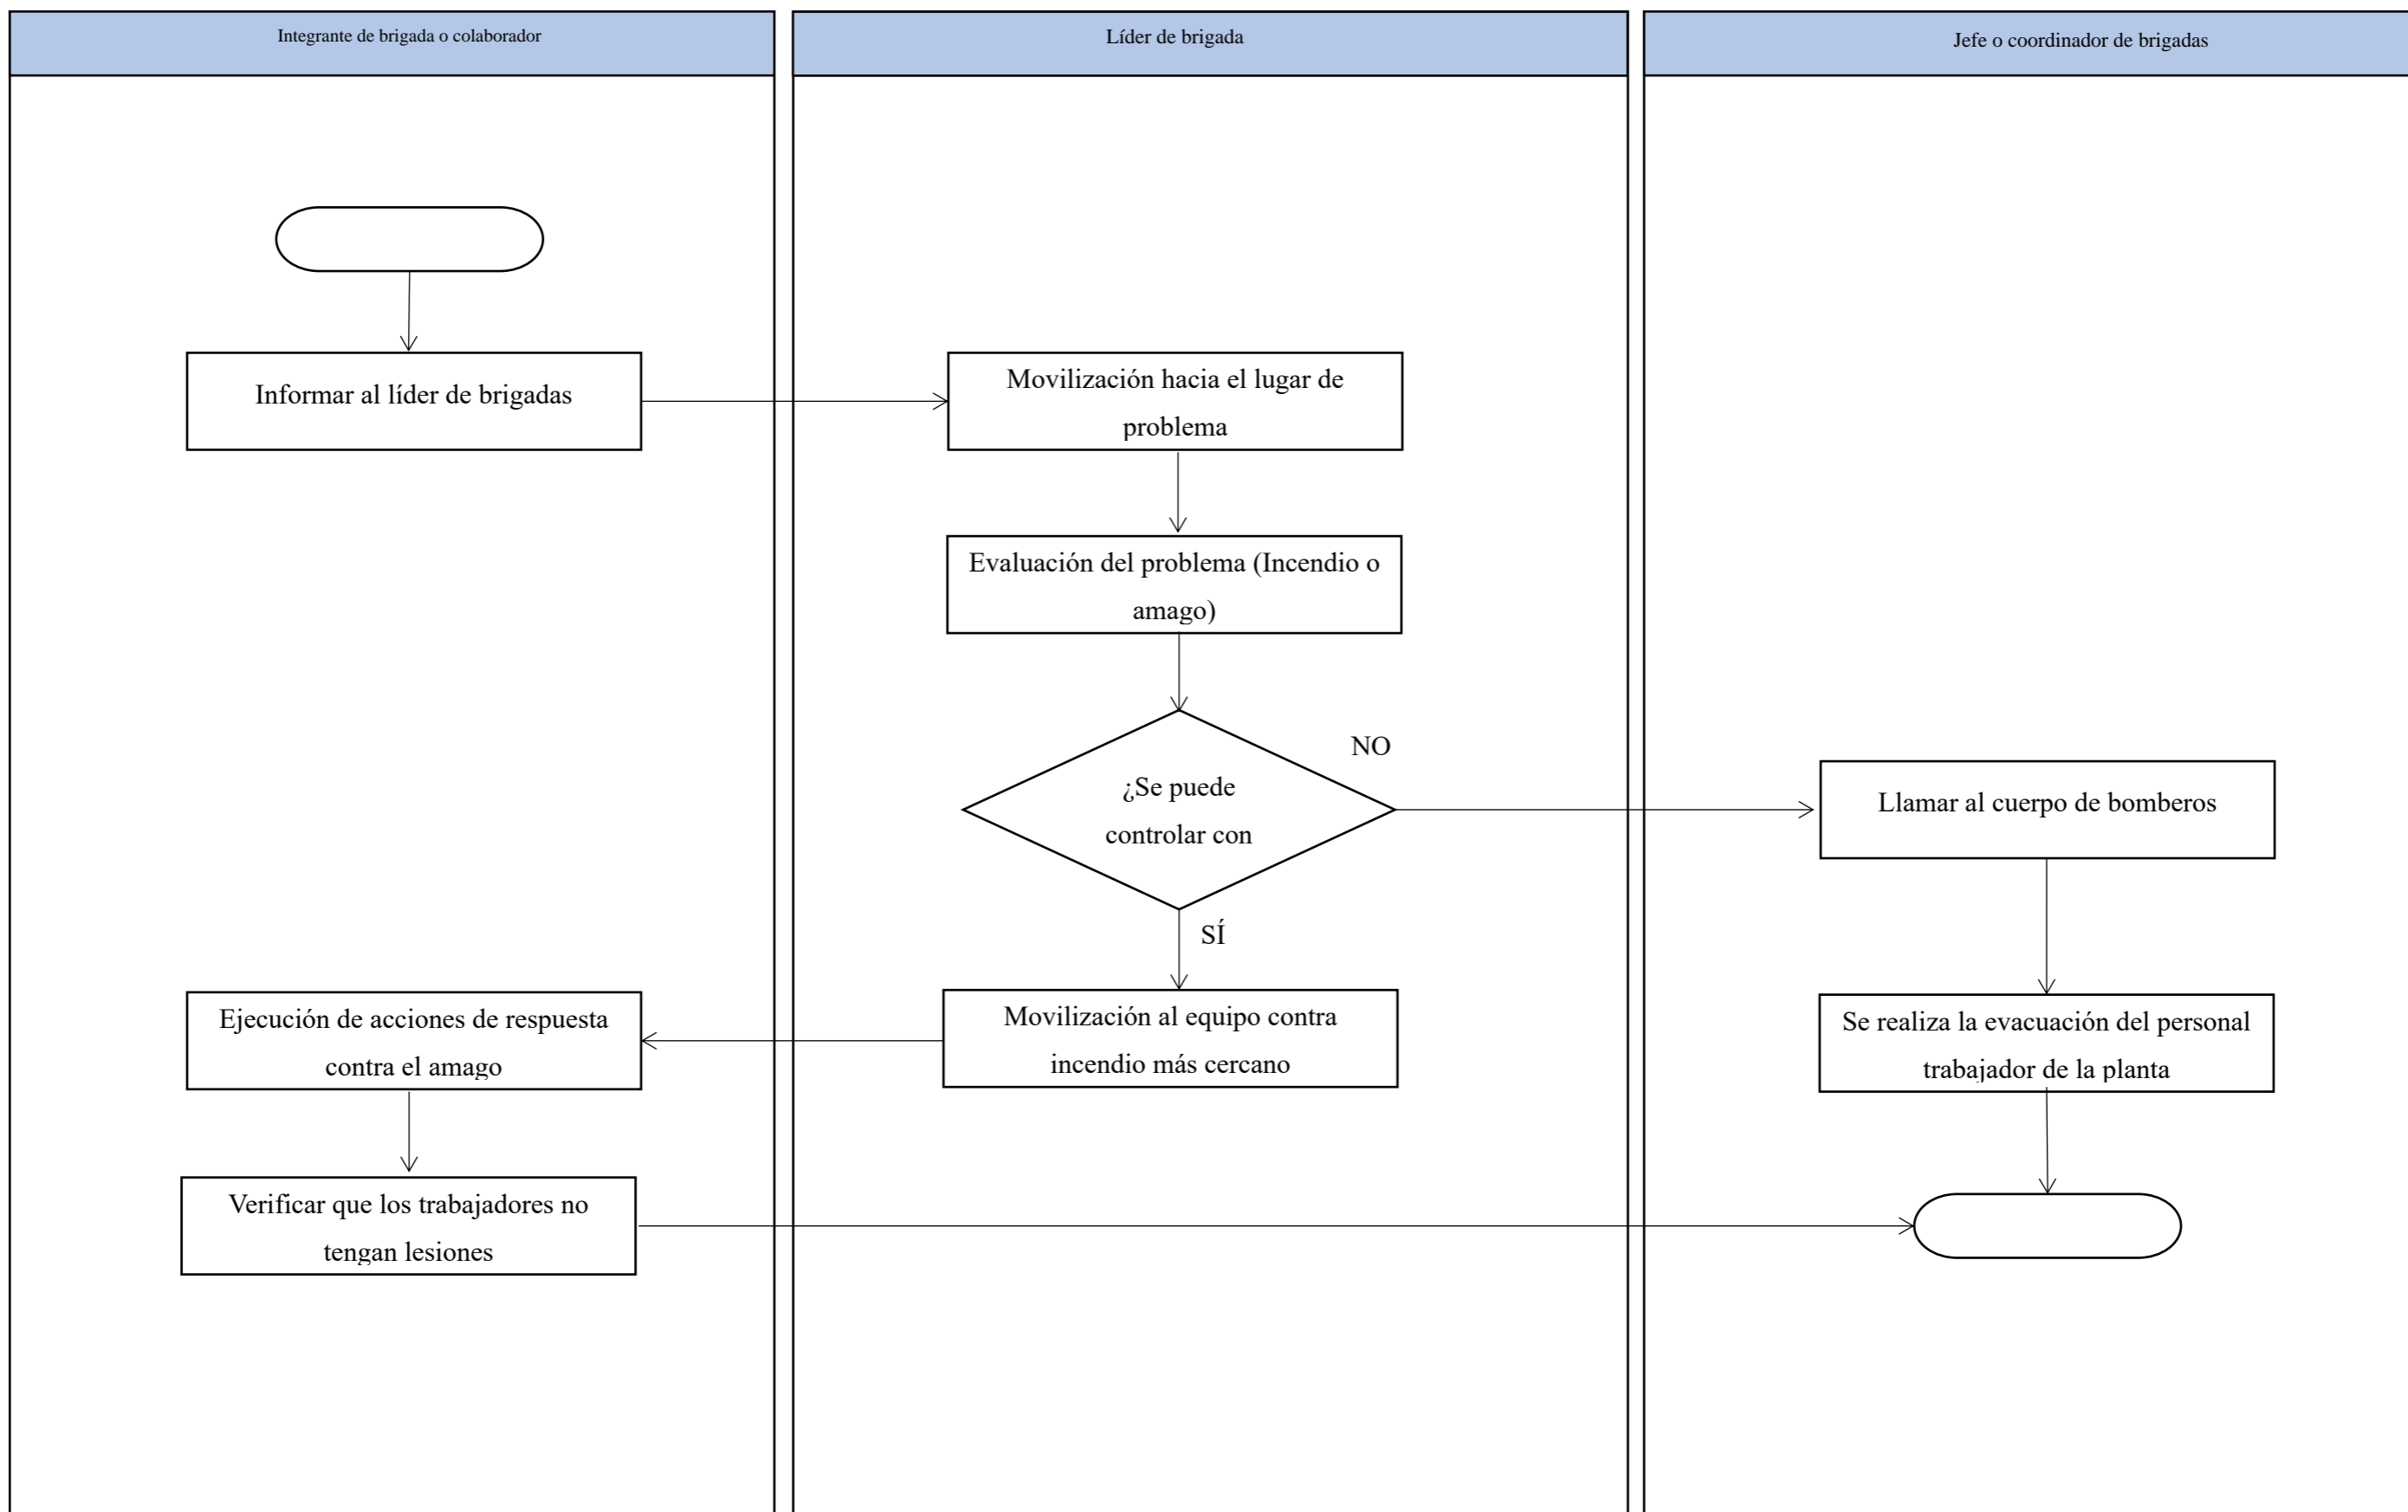 Integrante de brigada o colaborador
Líder de brigada
Jefe o coordinador de brigadas
Informar al líder de brigadas
Movilización hacia el lugar de
problema
Evaluación del problema (Incendio o
amago)
¿Se puede
controlar con
NO
Llamar al cuerpo de bomberos
SÍ
Ejecución de acciones de respuesta
contra el amago
Movilización al equipo contra
incendio más cercano
Se realiza la evacuación del personal
trabajador de la planta
Verificar que los trabajadores no
tengan lesiones